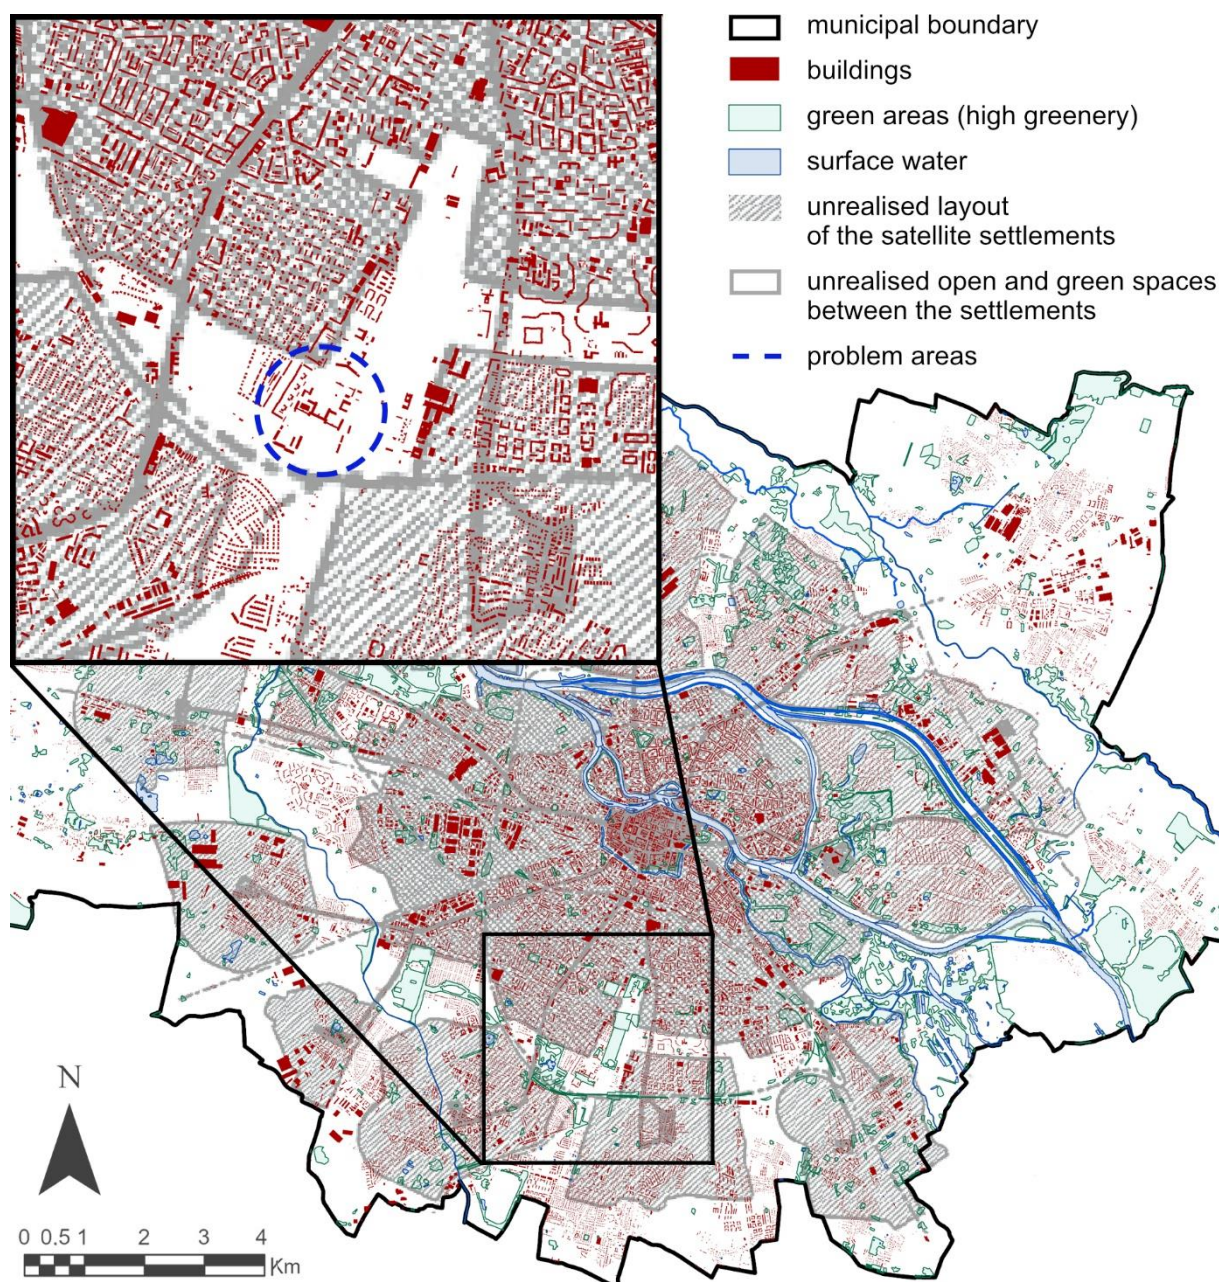 municipal boundary
buildings
green areas (high greenery)
surface water
unrealised layout
of the satellite settlements
unrealised open and green spaces
between the settlements
problem areas
N
0 0.5 1 2 3 4
Km